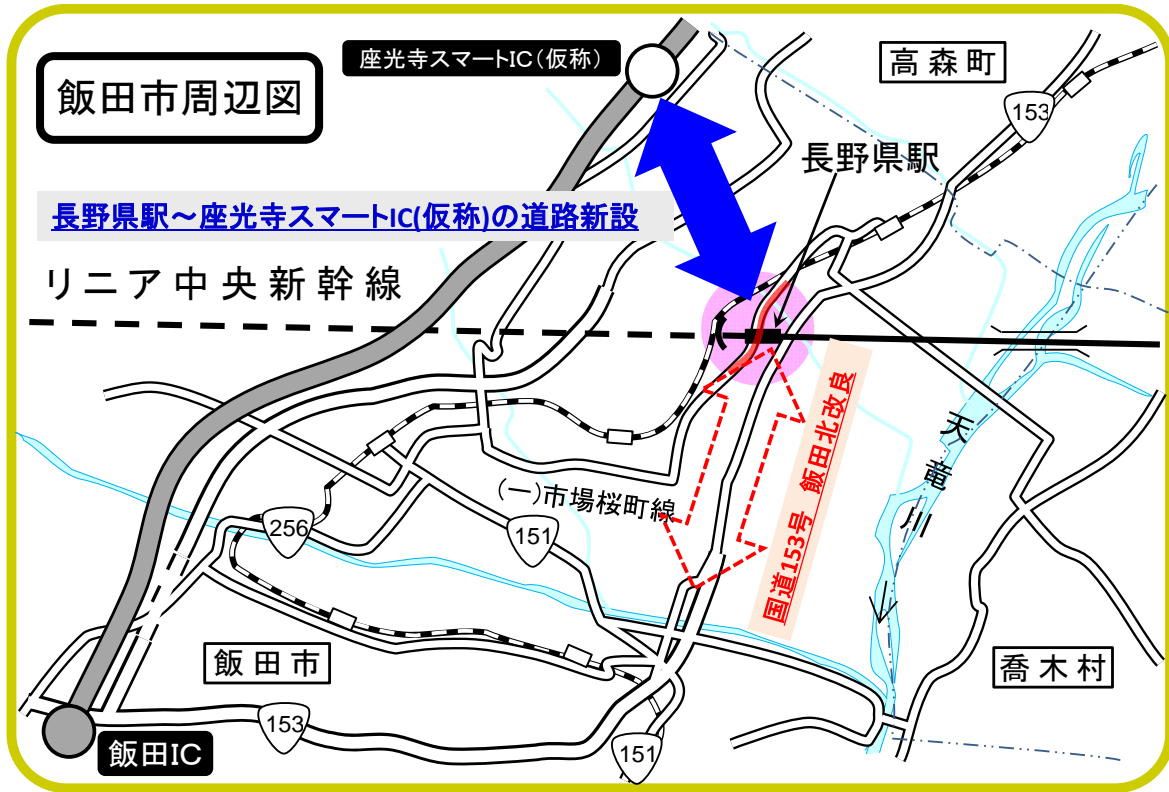 座光寺スマートIC(仮称)
高森町
飯田市周辺図
153
長野県駅
長野県駅～座光寺スマートIC(仮称)の道路新設
リニア中央新幹線
国道153号 飯田北改良
天竜川
(一)市場桜町線
256
151
飯田市
喬木村
153
飯田IC
151